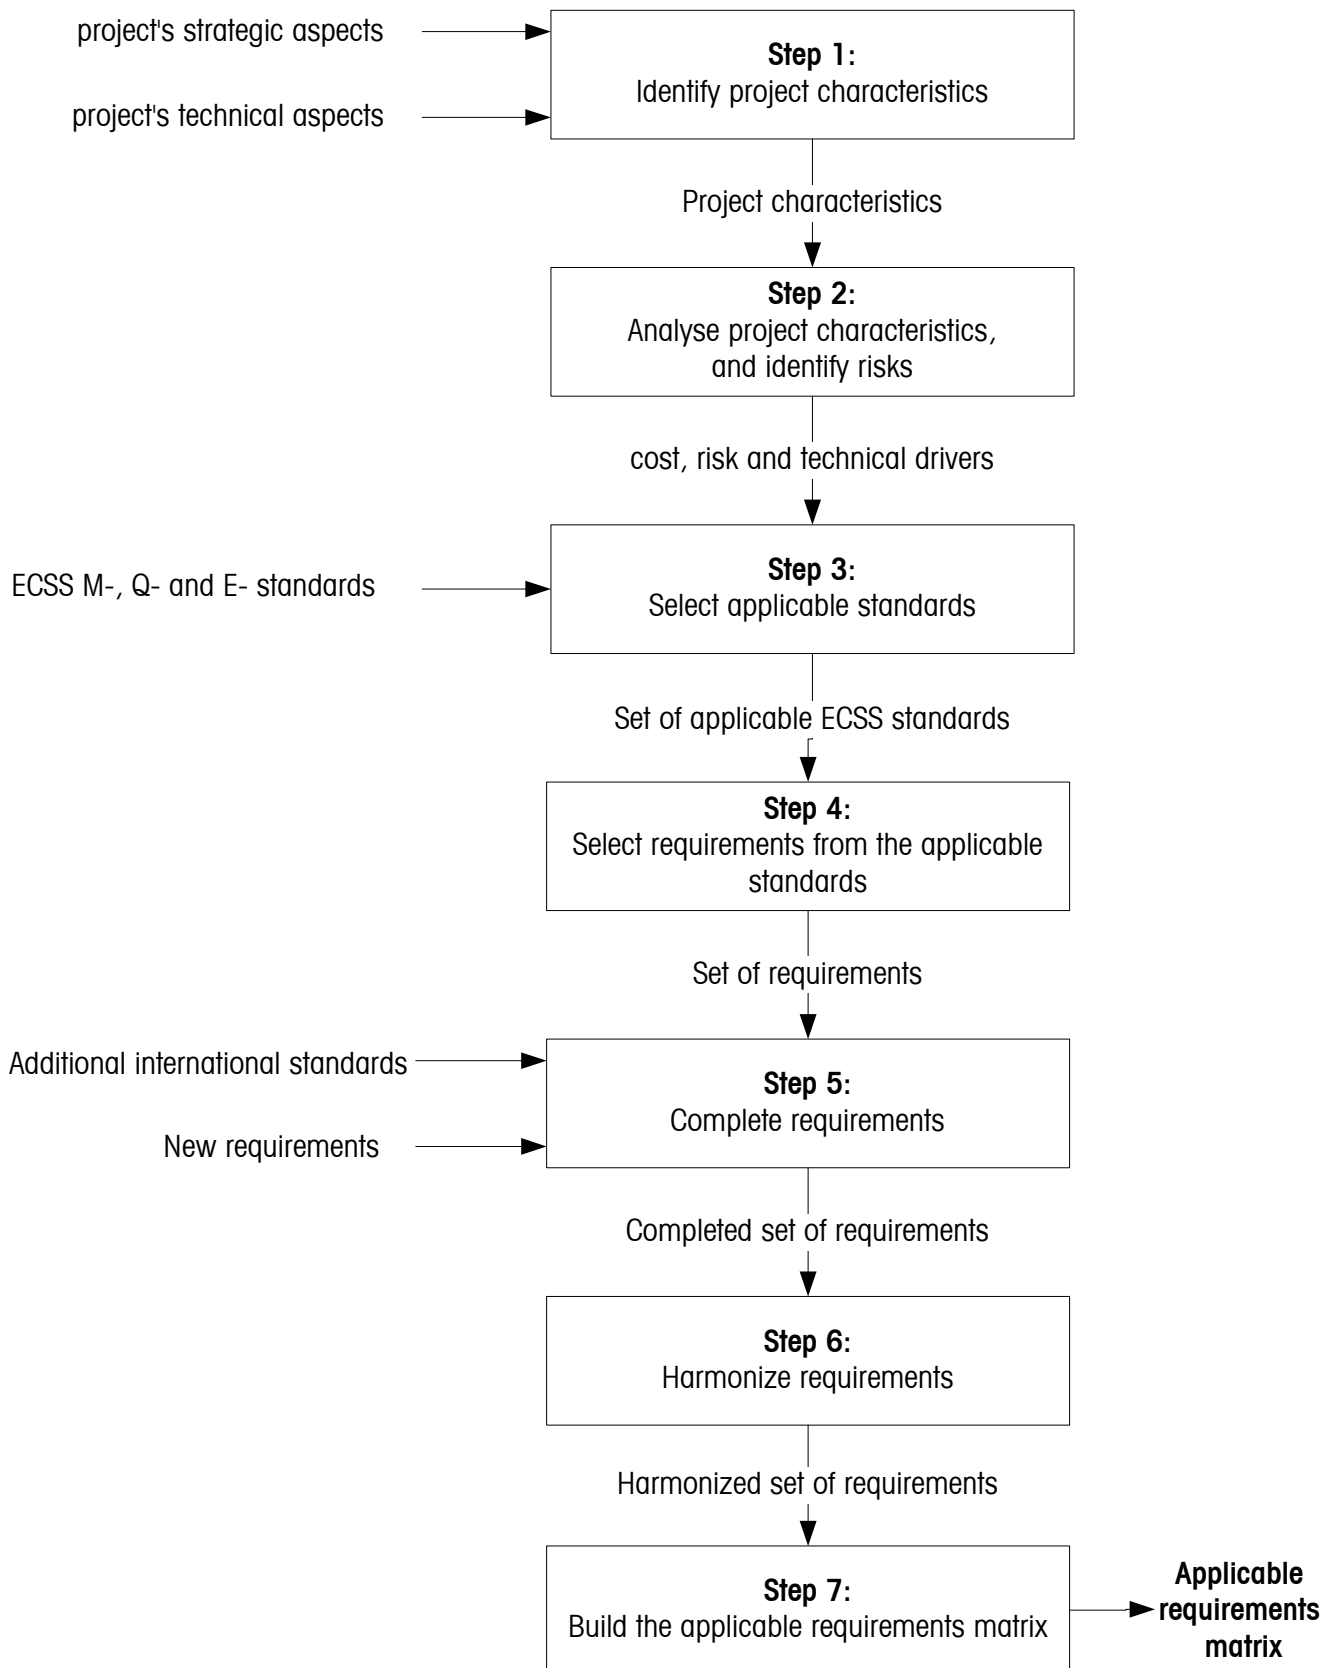 project's strategic aspects
Step 1:
Identify project characteristics
project's technical aspects
Project characteristics
Step 2:
Analyse project characteristics,
and identify risks
cost, risk and technical drivers
ECSS M-, Q- and E- standards
Step 3:
Select applicable standards
Set of applicable ECSS standards
Step 4:
Select requirements from the applicable
standards
Set of requirements
Additional international standards
Step 5:
Complete requirements
New requirements
Completed set of requirements
Step 6:
Harmonize requirements
Harmonized set of requirements
Step 7:
Build the applicable requirements matrix
Applicable
requirements
matrix